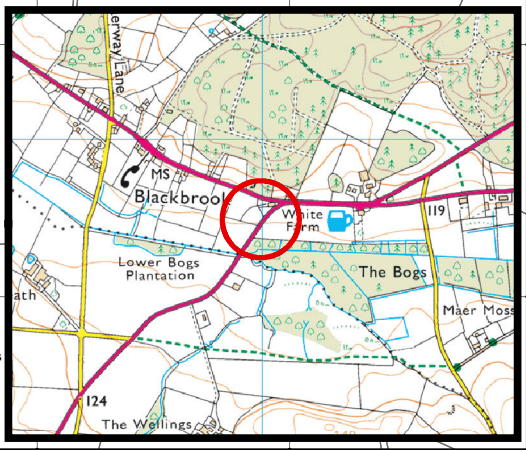 erway Lane
MS
Blackbrook
White
Farm
119
Lower Bogs
Plantation
The Bogs
ath
Maer Moss
124
The Wellings